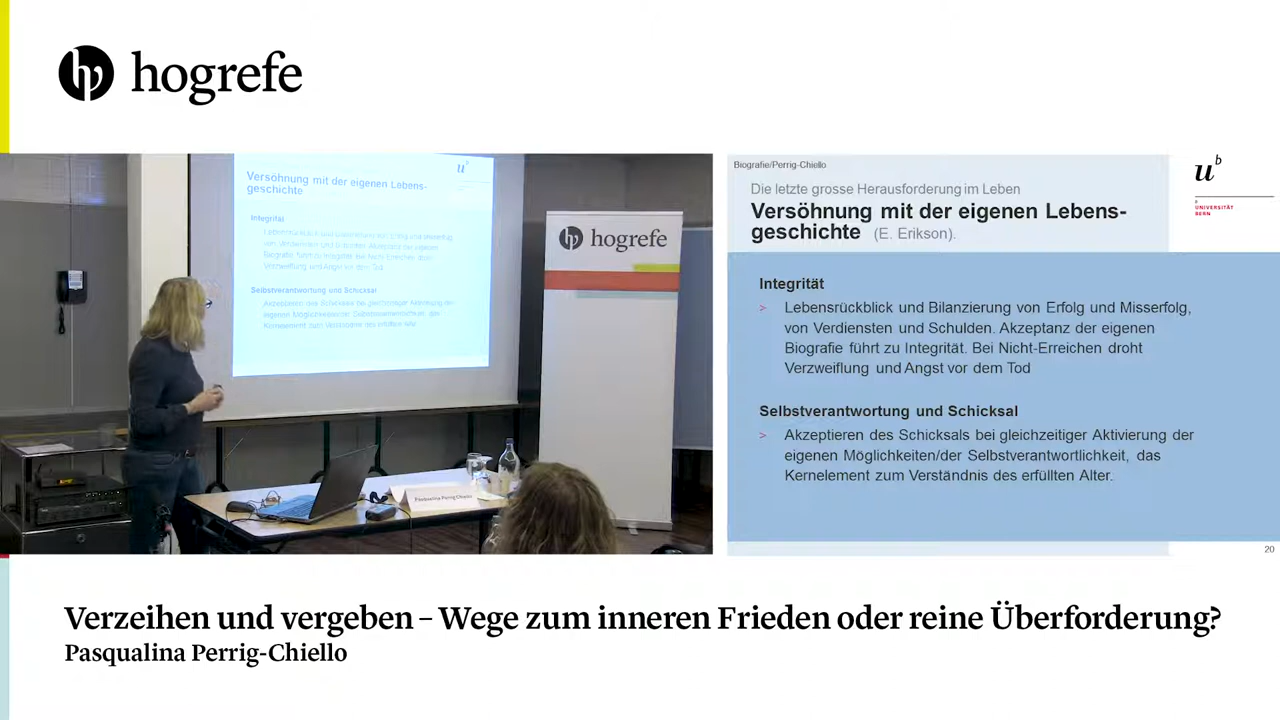 hogrefe
Versöhnung mit der eigenen Lebens-
geschichte
Integrität
Selbstverantwortung und Schicksal
hogrefe
Pasqualina Perrig-Chiello
Biografie/Perrig-Chiello
Die letzte grosse Herausforderung im Leben
Versöhnung mit der eigenen Lebens-
geschichte (E. Erikson).
Integrität
> Lebensrückblick und Bilanzierung von Erfolg und Misserfolg,
von Verdiensten und Schulden. Akzeptanz der eigenen
Biografie führt zu Integrität. Bei Nicht-Erreichen droht
Verzweiflung und Angst vor dem Tod
Selbstverantwortung und Schicksal
> Akzeptieren des Schicksals bei gleichzeitiger Aktivierung der
eigenen Möglichkeiten/der Selbstverantwortlichkeit, das
Kernelement zum Verständnis des erfüllten Alter.
u b
UNIVERSITÄT
BERN
20
Verzeihen und vergeben – Wege zum inneren Frieden oder reine Überforderung?
Pasqualina Perrig-Chiello